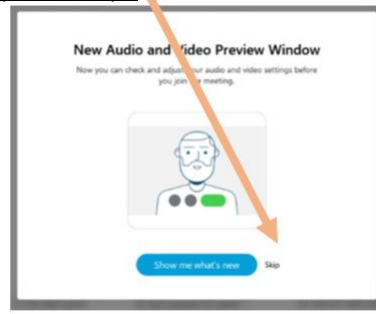 New Audio and Video Preview Window
Now you can check and adjust your audio and video settings before
you join the meeting.
Show me what's new
Skip